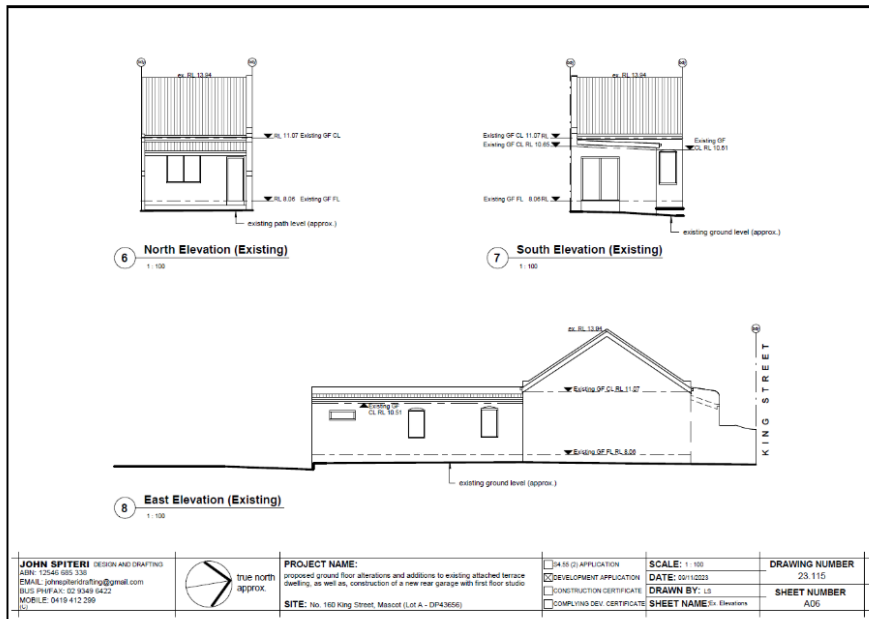 ex. RL 13.94
RL 11.07 Existing GF CL
RL 8.06 Existing GF FL
existing path level (approx.)
6 North Elevation (Existing)
1 : 100
ex. RL 13.94
Existing GF CL 11.07 RL
Existing GF CL RL 10.65
Existing GF
CL RL 10.51
Existing GF FL 8.06 RL
existing ground level (approx.)
7 South Elevation (Existing)
1 : 100
ex. RL 13.94
Existing GF CL RL 11.07
Existing GF
CL RL 10.51
Existing GF FL RL 8.06
KING STREET
existing ground level (approx.)
8 East Elevation (Existing)
1 : 100
JOHN SPITERI DESIGN AND DRAFTING
ABN: 12546 685 338
EMAIL: johnspiteridrafting@gmail.com
BUS PH/FAX: 02 9349 6422
MOBILE: 0419 412 299
(C)
true north
approx.
PROJECT NAME:
proposed ground floor alterations and additions to existing attached terrace
dwelling, as well as, construction of a new rear garage with first floor studio
SITE: No. 160 King Street, Mascot (Lot A - DP43656)
S4.55 (2) APPLICATION
DEVELOPMENT APPLICATION
CONSTRUCTION CERTIFICATE
COMPLYING DEV. CERTIFICATE
SCALE: 1 : 100
DATE: 09/11/2023
DRAWN BY: LS
SHEET NAME: Ex. Elevations
DRAWING NUMBER
23.115
SHEET NUMBER
A06